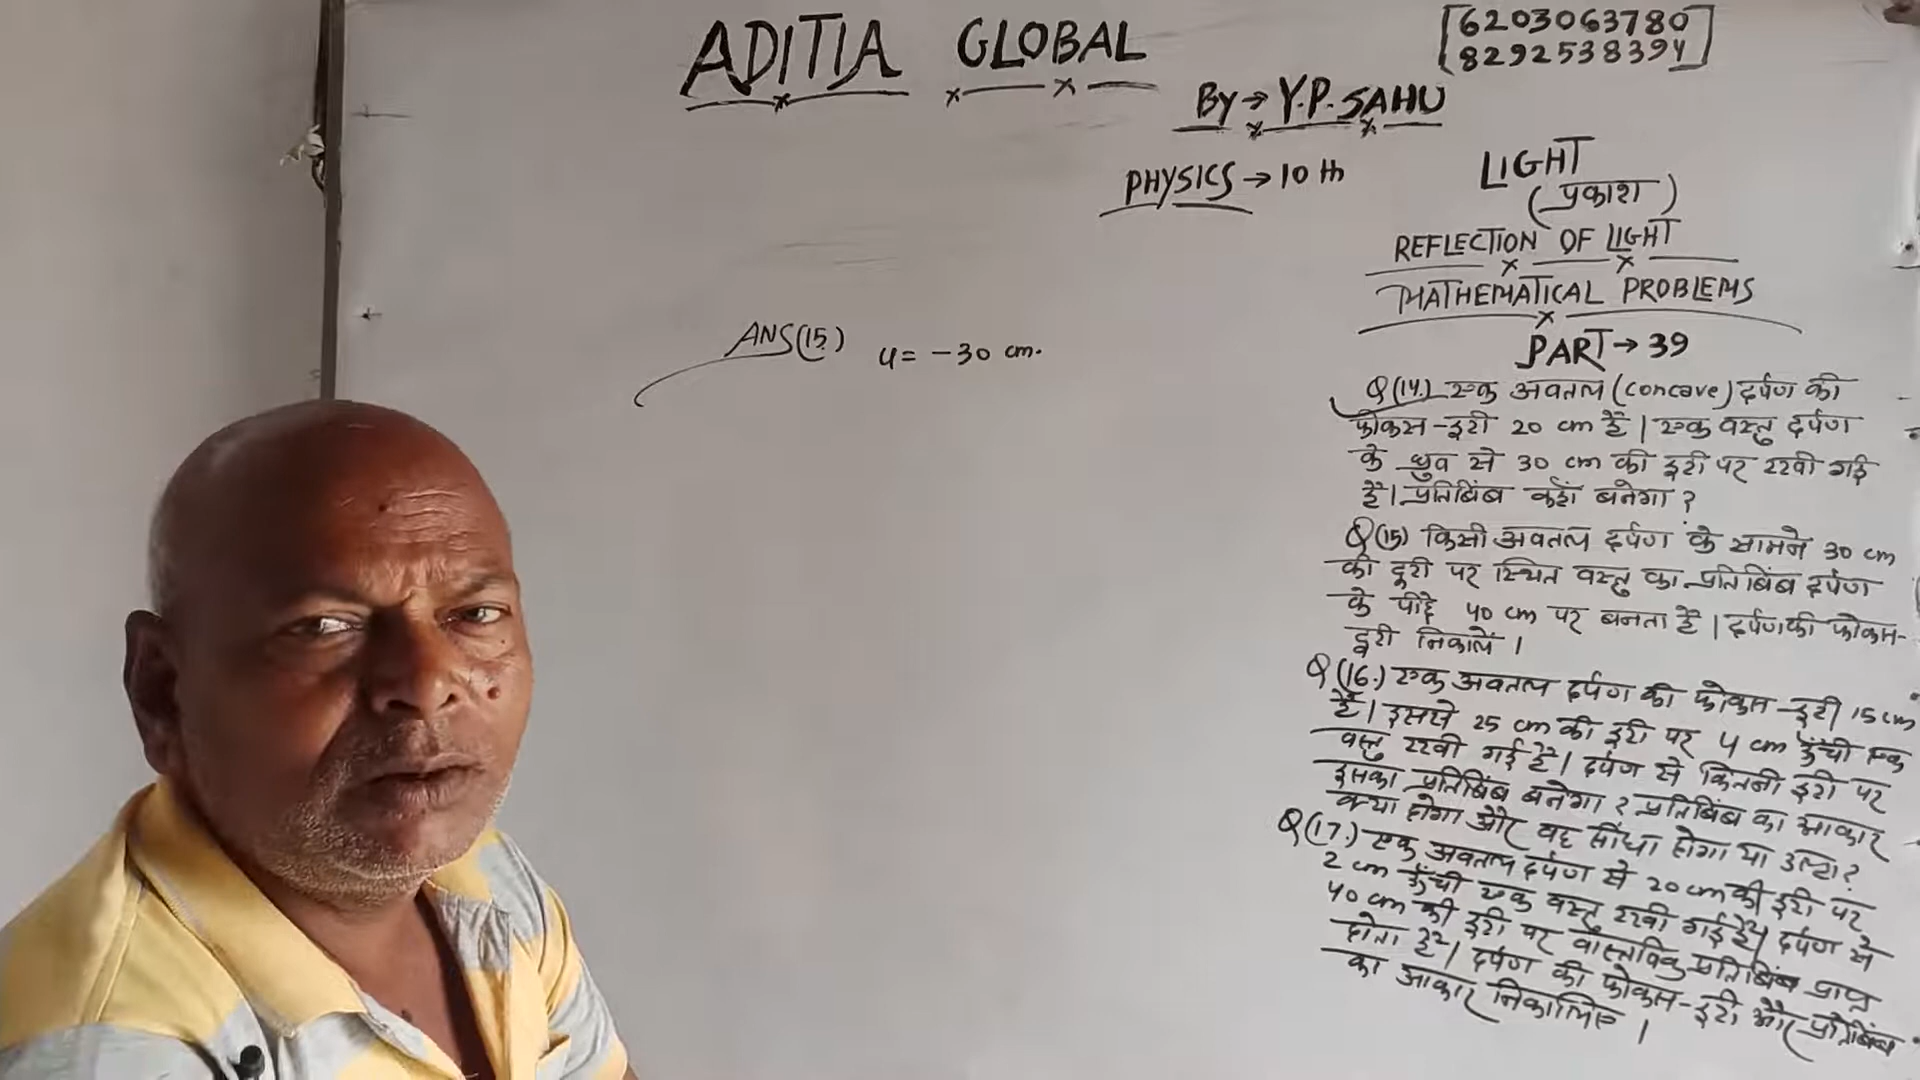 ADITIA GLOBAL
6203063780
8292538394
By → Y.P. SAHU
PHYSICS → 10 th
LIGHT
(प्रकाश)
REFLECTION OF LIGHT
MATHEMATICAL PROBLEMS
PART → 39
ANS(15) u = -30 cm.
Q(14.) एक अवतल (concave) दर्पण की
फोकस-दूरी 20 cm है। एक वस्तु दर्पण
के ध्रुव से 30 cm की दूरी पर रखी गई
है। प्रतिबिंब कहाँ बनेगा ?
Q(15) किसी अवतल दर्पण के सामने 30 cm
की दूरी पर स्थित वस्तु का प्रतिबिंब दर्पण
के पीछे 40 cm पर बनता है। दर्पण की फोकस-
दूरी निकालें।
Q(16.) एक अवतल दर्पण की फोकस-दूरी 15 cm
है। इससे 25 cm की दूरी पर 4 cm ऊँची एक
वस्तु रखी गई है। दर्पण से कितनी दूरी पर
इसका प्रतिबिंब बनेगा ? प्रतिबिंब का आकार
क्या होगा और वह सीधा होगा या उल्टा ?
Q(17.) एक अवतल दर्पण से 20 cm की दूरी पर
2 cm ऊँची एक वस्तु रखी गई है। दर्पण से
40 cm की दूरी पर वास्तविक प्रतिबिंब प्राप्त
होता है। दर्पण की फोकस-दूरी और प्रतिबिंब
का आकार निकालिए।